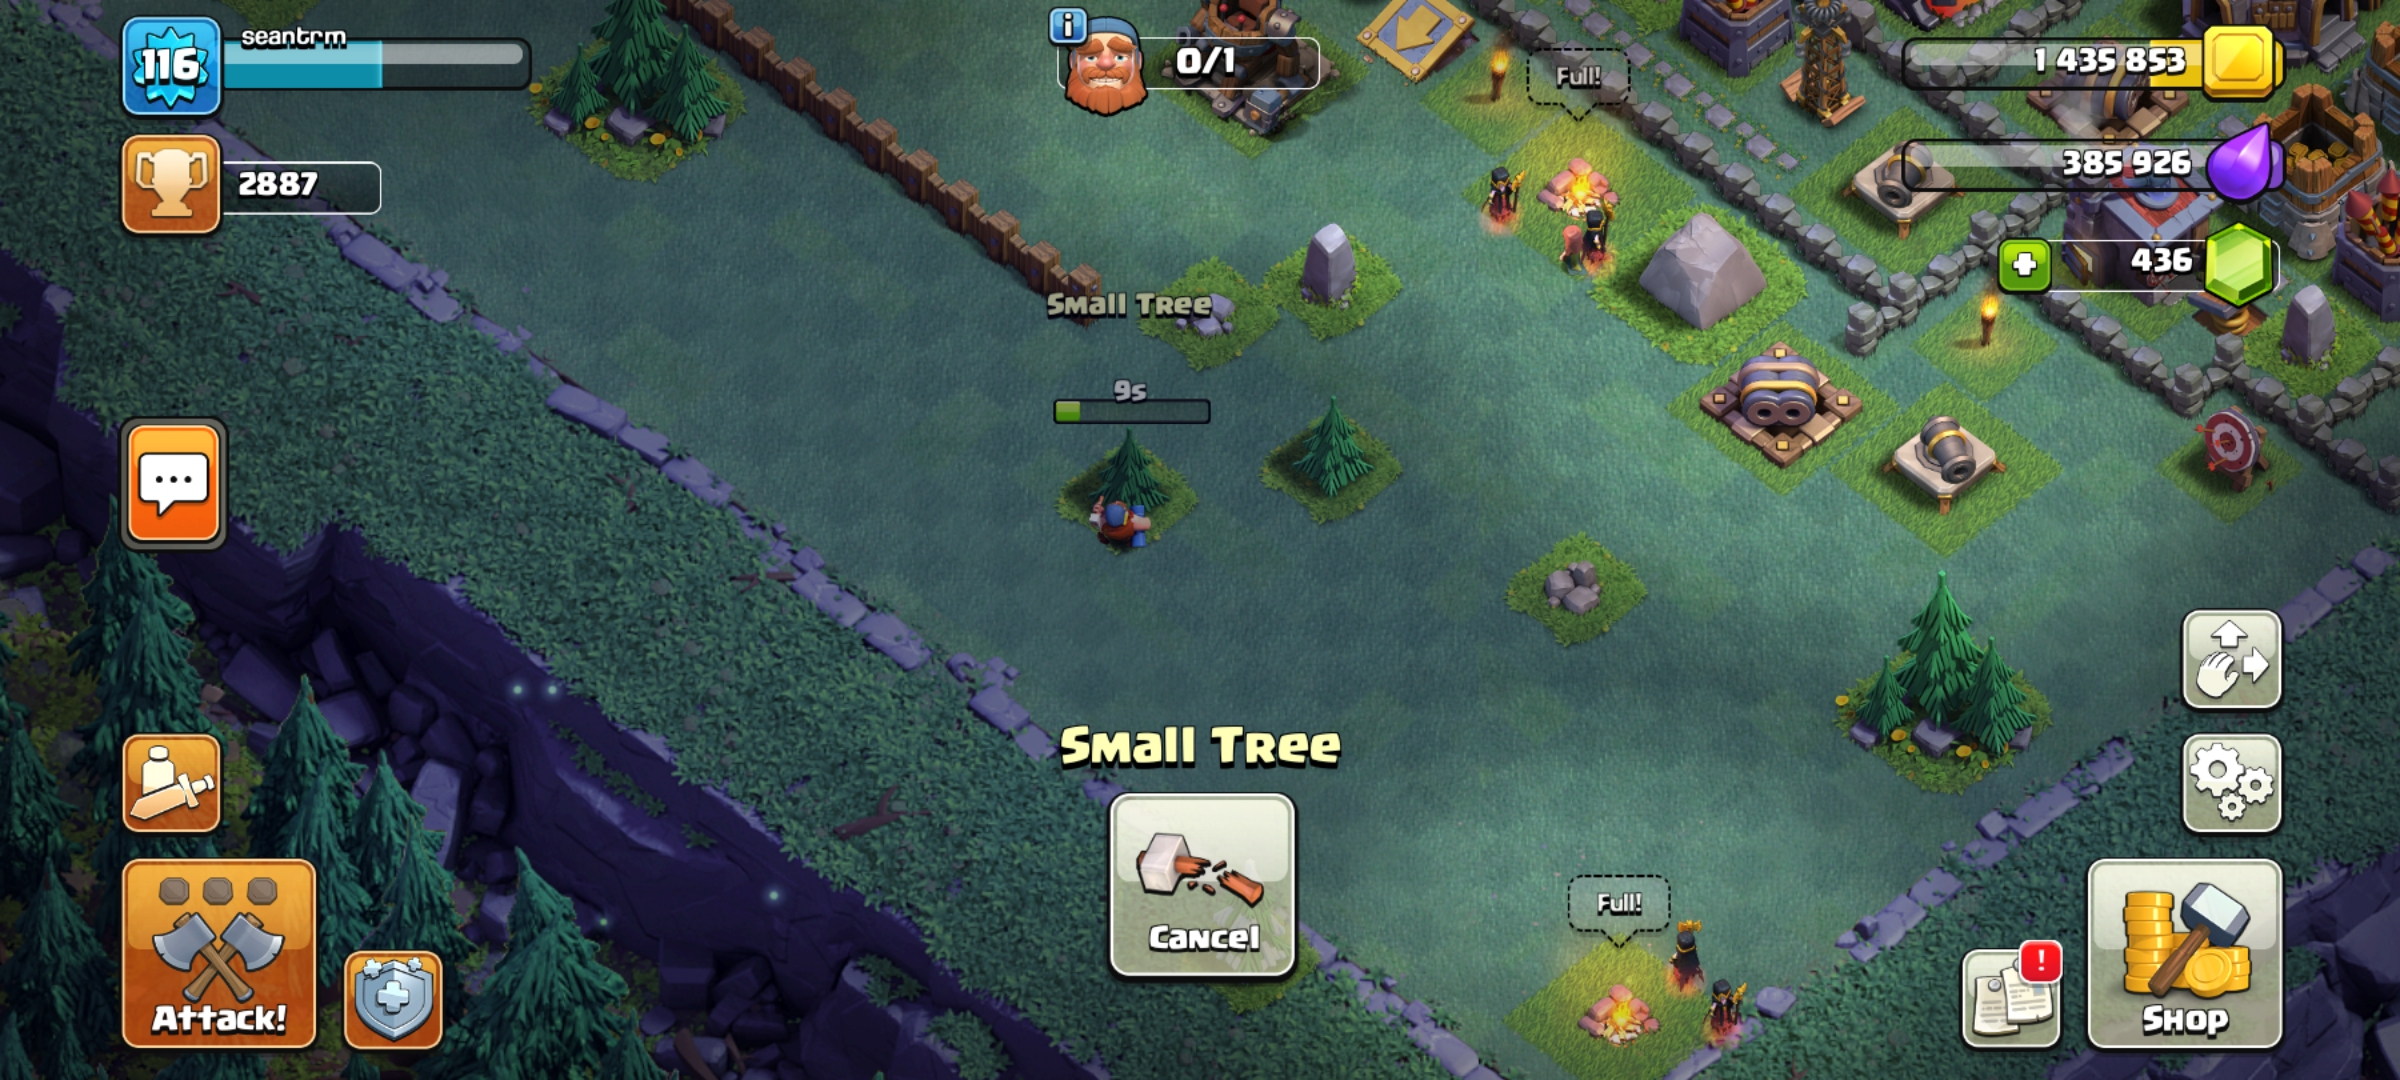 116
seantrm
0/1
Full!
1 435 853
2887
385 926
436
Small Tree
9s
Small Tree
Cancel
Full!
Attack!
!
Shop